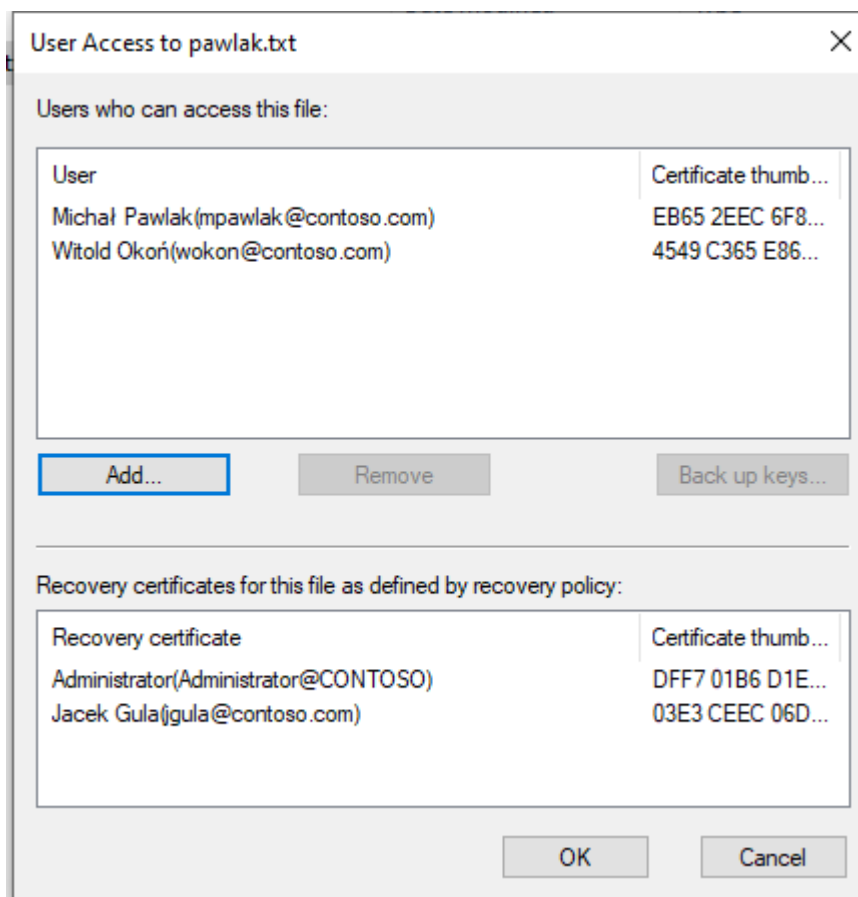 User Access to pawlak.txt
Users who can access this file:
User Certificate thumb...
Michał Pawlak(mpawlak@contoso.com) EB65 2EEC 6F8...
Witold Okoń(wokon@contoso.com) 4549 C365 E86...
Add... Remove Back up keys...
Recovery certificates for this file as defined by recovery policy:
Recovery certificate Certificate thumb...
Administrator(Administrator@CONTOSO) DFF7 01B6 D1E...
Jacek Gula(jgula@contoso.com) 03E3 CEEC 06D...
OK Cancel